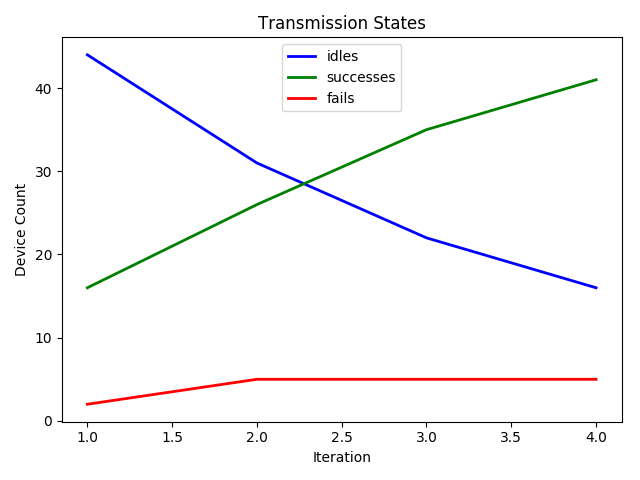 Transmission States
idles
successes
fails
Device Count
40
30
20
10
0
1.0 1.5 2.0 2.5 3.0 3.5 4.0
Iteration